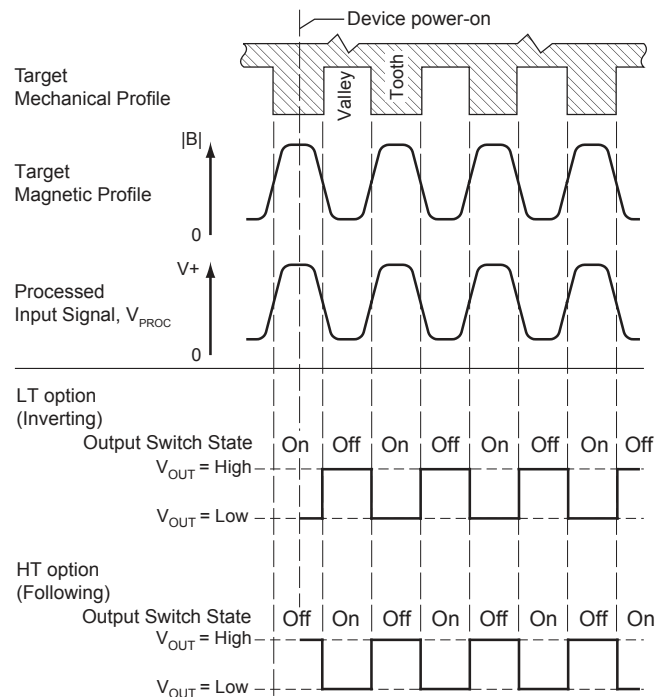 Device power-on
Target
Mechanical Profile
Valley
Tooth
|B|
Target
Magnetic Profile
0
V+
Processed
Input Signal, VPROC
0
LT option
(Inverting)
Output Switch State On Off On Off On Off On Off
VOUT = High
VOUT = Low
HT option
(Following)
Output Switch State Off On Off On Off On Off On
VOUT = High
VOUT = Low